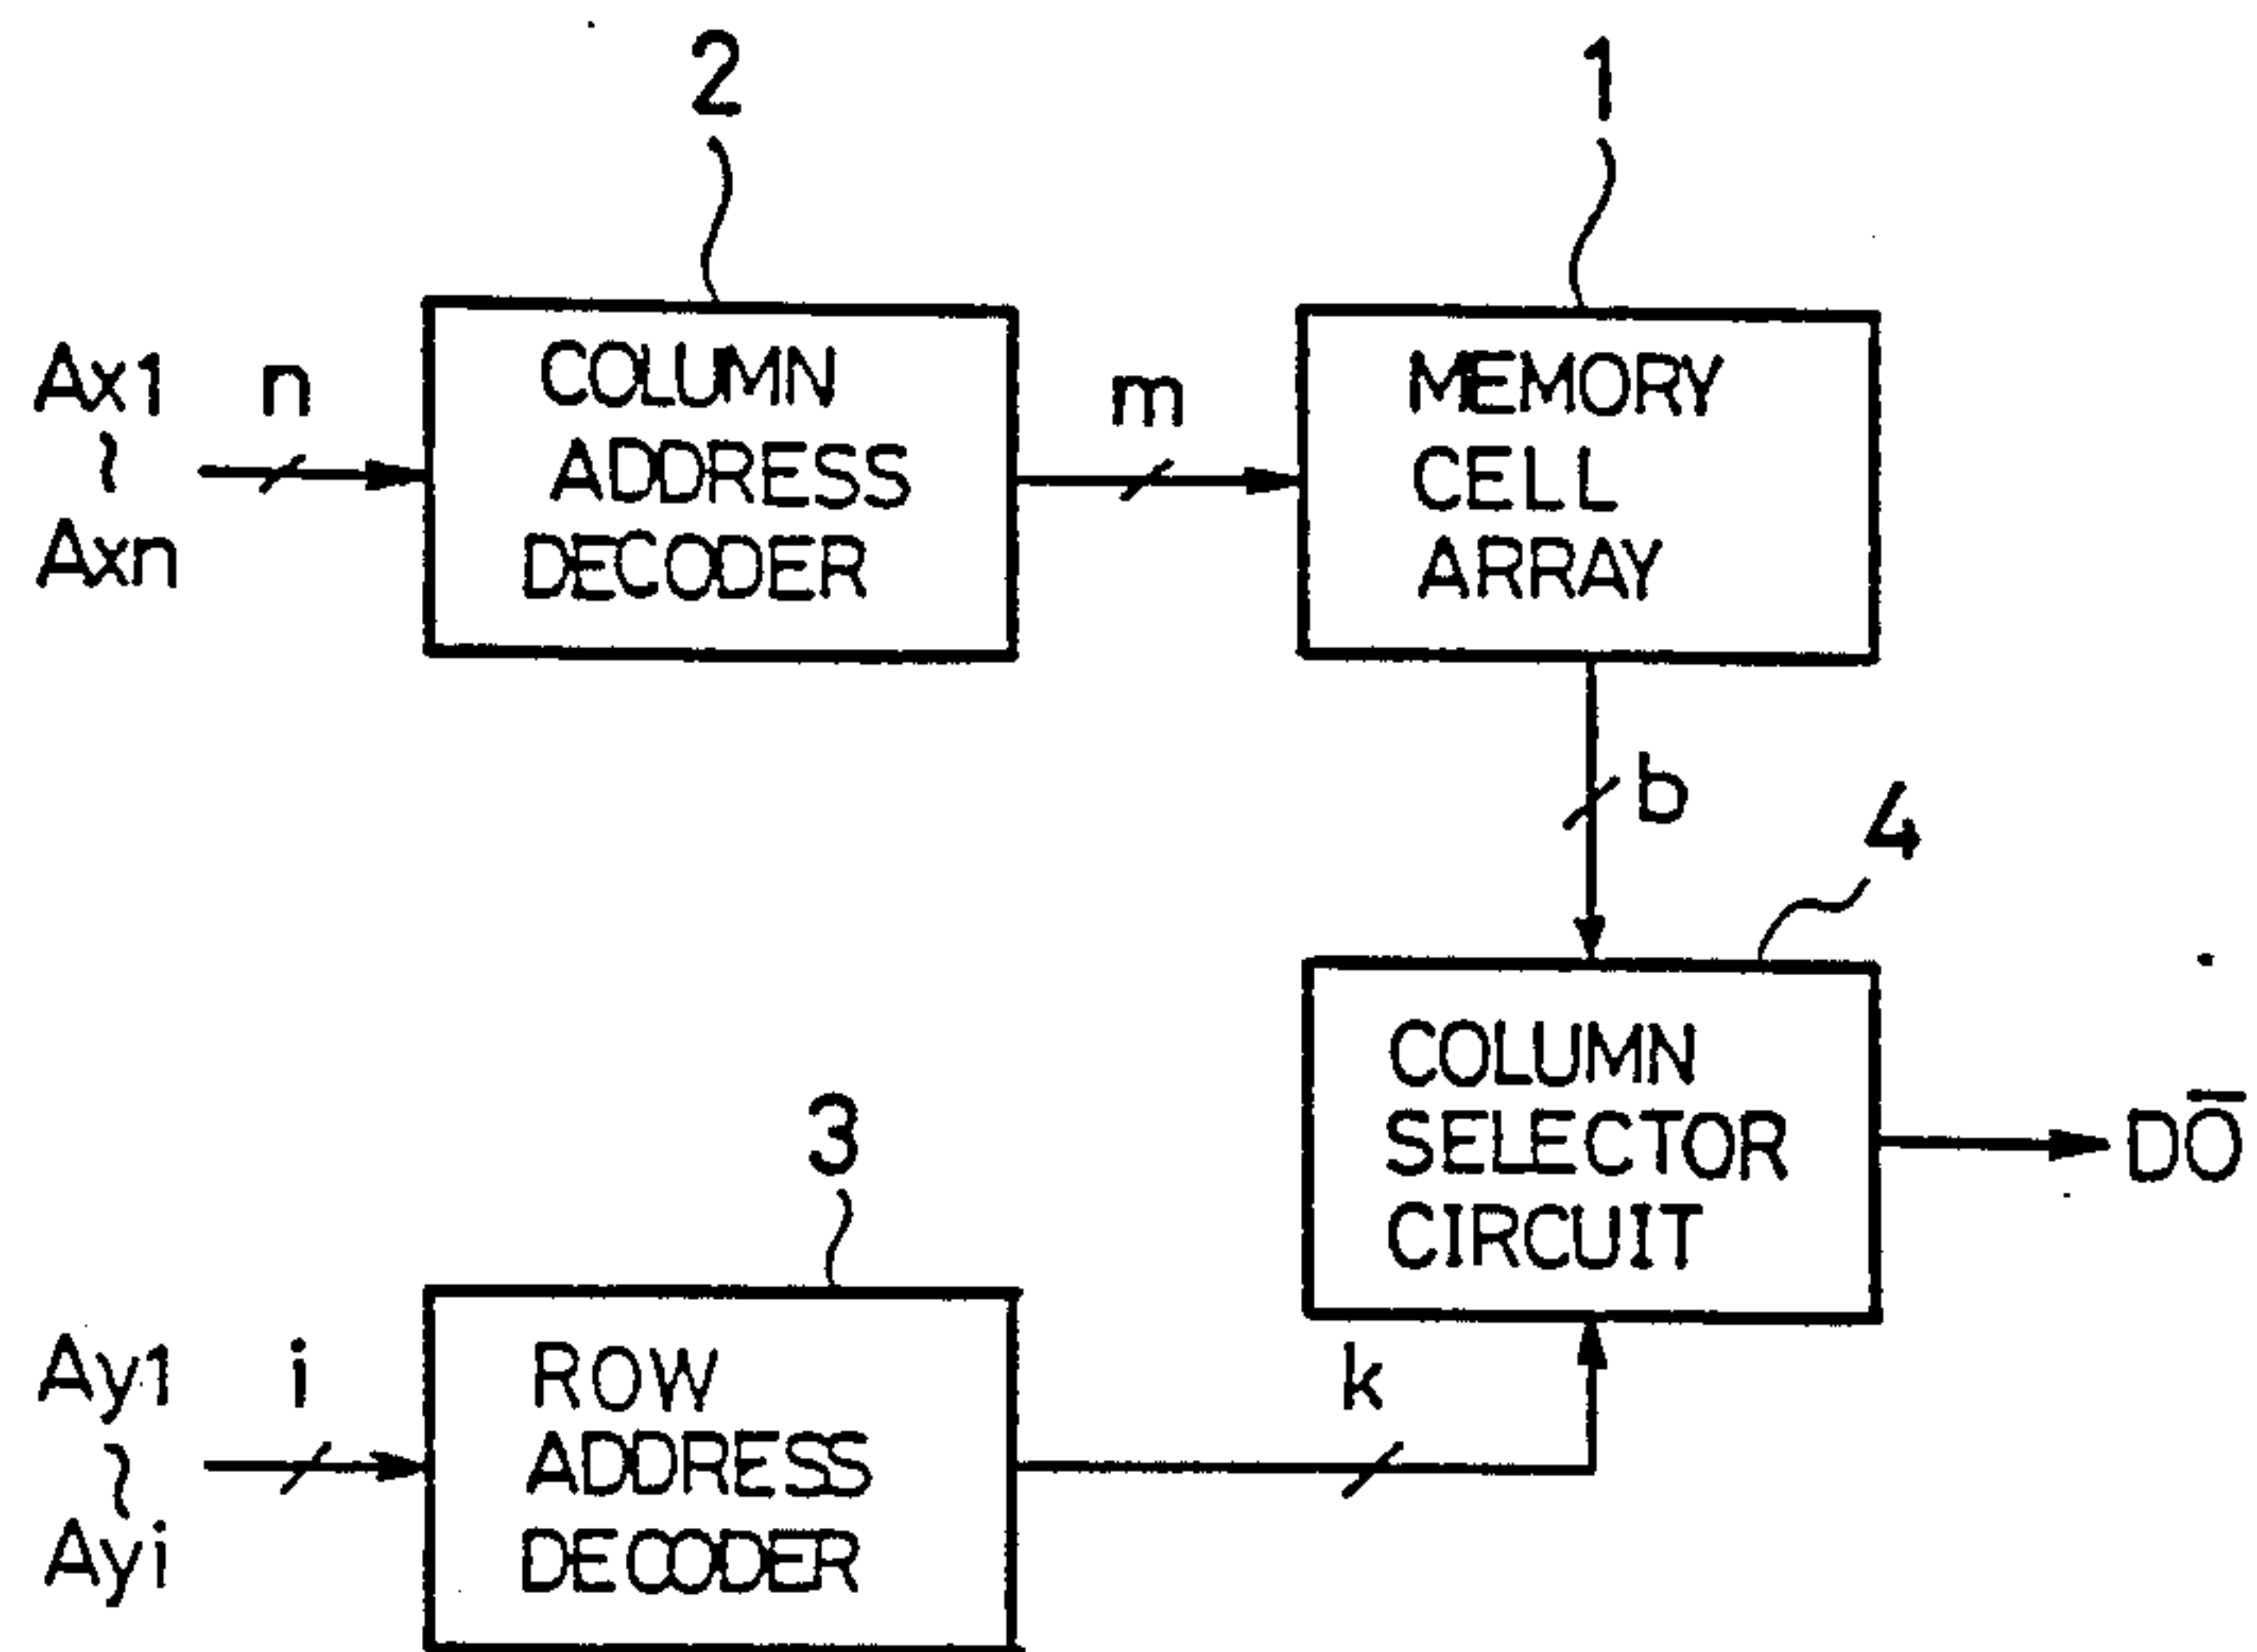 2
1
Ax1
~
Axn
n
COLUMN
ADDRESS
DECODER
m
MEMORY
CELL
ARRAY
b
4
COLUMN
SELECTOR
CIRCUIT
DO̅
3
Ay1
~
Ayi
i
ROW
ADDRESS
DECODER
k